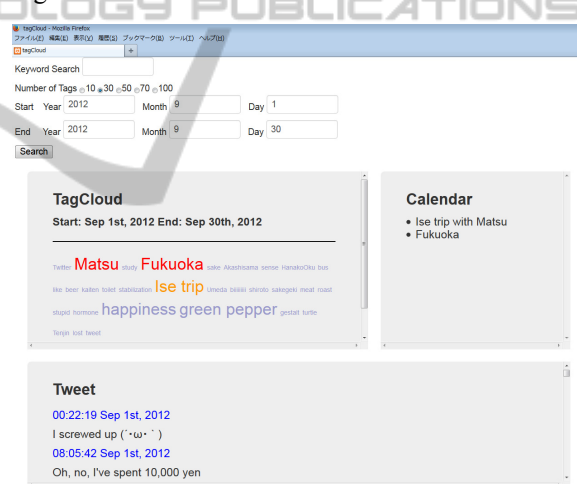 tagCloud - Mozilla Firefox
ファイル(F) 編集(E) 表示(V) 履歴(S) ブックマーク(B) ツール(T) ヘルプ(H)
tagCloud +
Keyword Search
Number of Tags 10 30 50 70 100
Start Year 2012 Month 9 Day 1
End Year 2012 Month 9 Day 30
Search
TagCloud
Start: Sep 1st, 2012 End: Sep 30th, 2012
Twitter Matsu study Fukuoka sake Akashisama sense HanakoOku bus
like beer kaiten toilet stabilization Ise trip Umeda shiroto sakegeki meat roast
stupid hormone happiness green pepper gestalt turtle
Tenjin lost tweet
Calendar
• Ise trip with Matsu
• Fukuoka
Tweet
00:22:19 Sep 1st, 2012
I screwed up (´・ω・｀)
08:05:42 Sep 1st, 2012
Oh, no, I've spent 10,000 yen